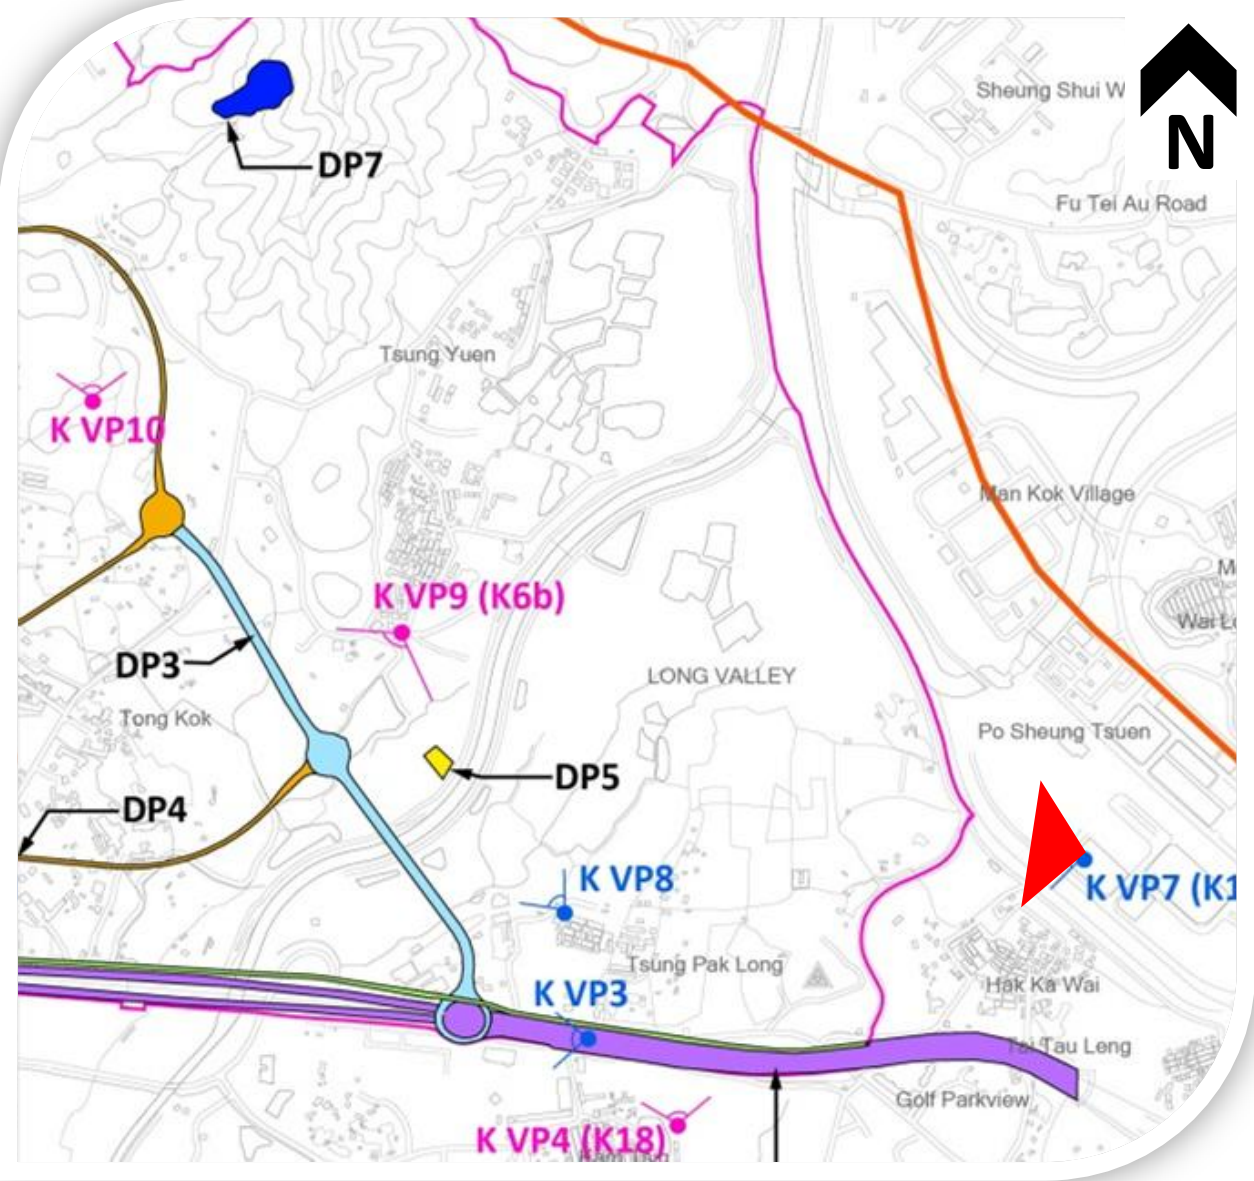 Sheung Shui W
N
DP7
Fu Tei Au Road
Tsung Yuen
K VP10
Man Kok Village
M
K VP9 (K6b)
Wai Lo
DP3
LONG VALLEY
Tong Kok
Po Sheung Tsuen
DP5
DP4
K VP8
K VP7 (K1
Tsung Pak Long
Hak Ka Wai
K VP3
Tai Tau Leng
Golf Parkview
K VP4 (K18)